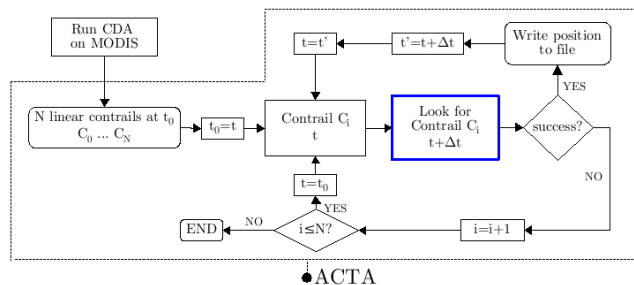 Run CDA
on MODIS
t=t'
t'=t+Δt
Write position
to file
YES
N linear contrails at t₀
C₀ ... C_N
t₀=t
Contrail Cᵢ
t
Look for
Contrail Cᵢ
t+Δt
success?
NO
t=t₀
YES
END
NO
i≤N?
i=i+1
ACTA